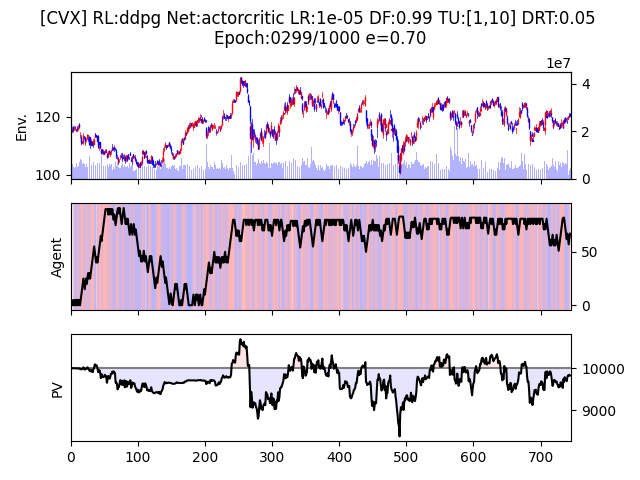 [CVX] RL:ddpg Net:actorcritic LR:1e-05 DF:0.99 TU:[1,10] DRT:0.05
Epoch:0299/1000 e=0.70
1e7
Env.
120
100
4
2
0
Agent
50
0
PV
10000
9000
0 100 200 300 400 500 600 700